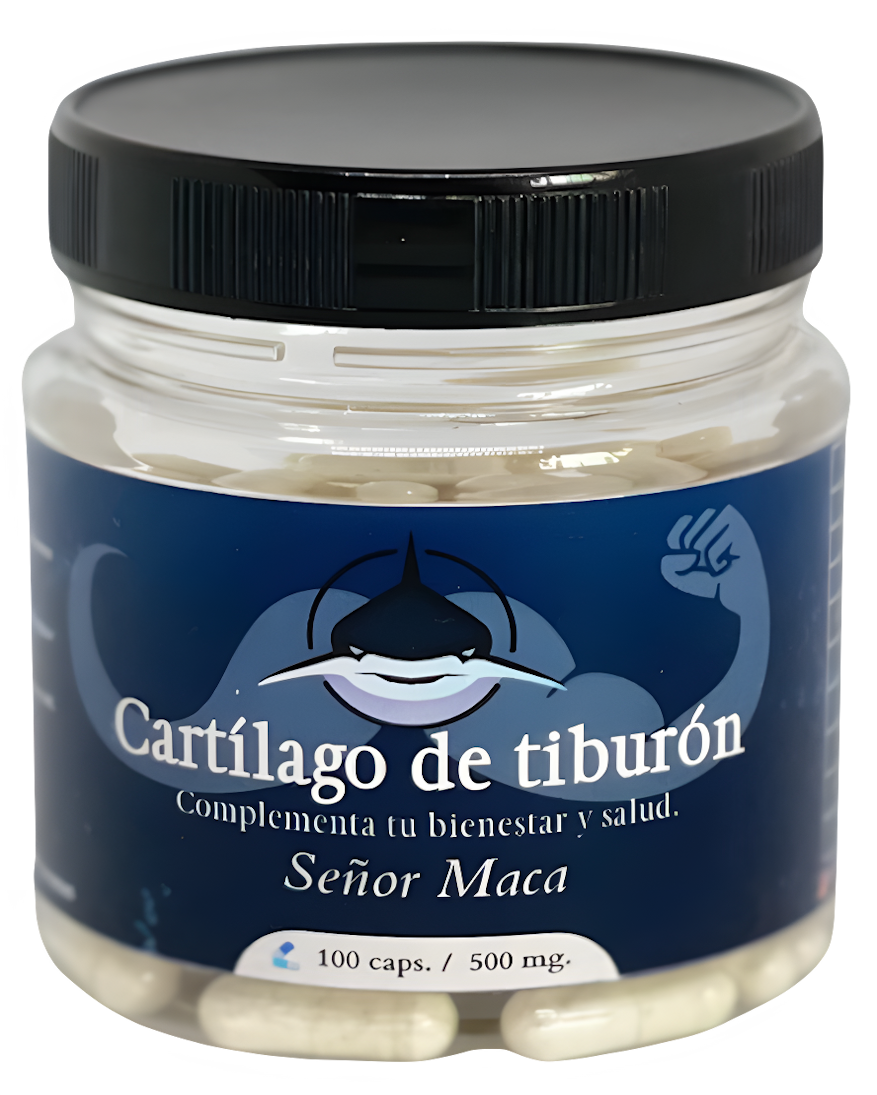 Cartílago de tiburón
Complementa tu bienestar y salud.
Señor Maca
100 caps. / 500 mg.